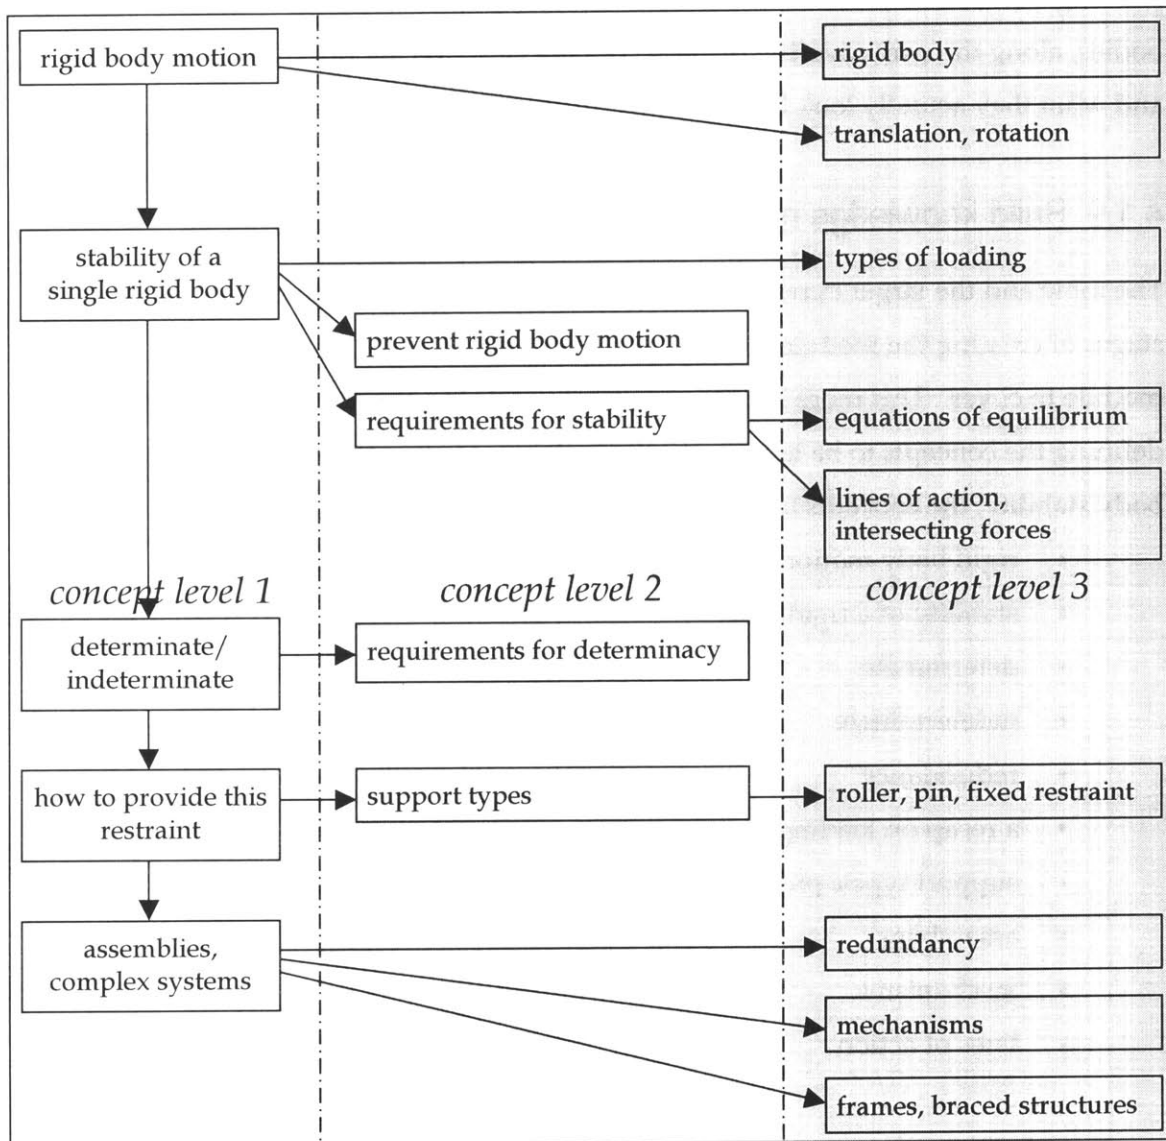 rigid body motion
rigid body
translation, rotation
stability of a
single rigid body
types of loading
prevent rigid body motion
requirements for stability
equations of equilibrium
lines of action,
intersecting forces
concept level 1
concept level 2
concept level 3
determinate/
indeterminate
requirements for determinacy
how to provide this
restraint
support types
roller, pin, fixed restraint
assemblies,
complex systems
redundancy
mechanisms
frames, braced structures